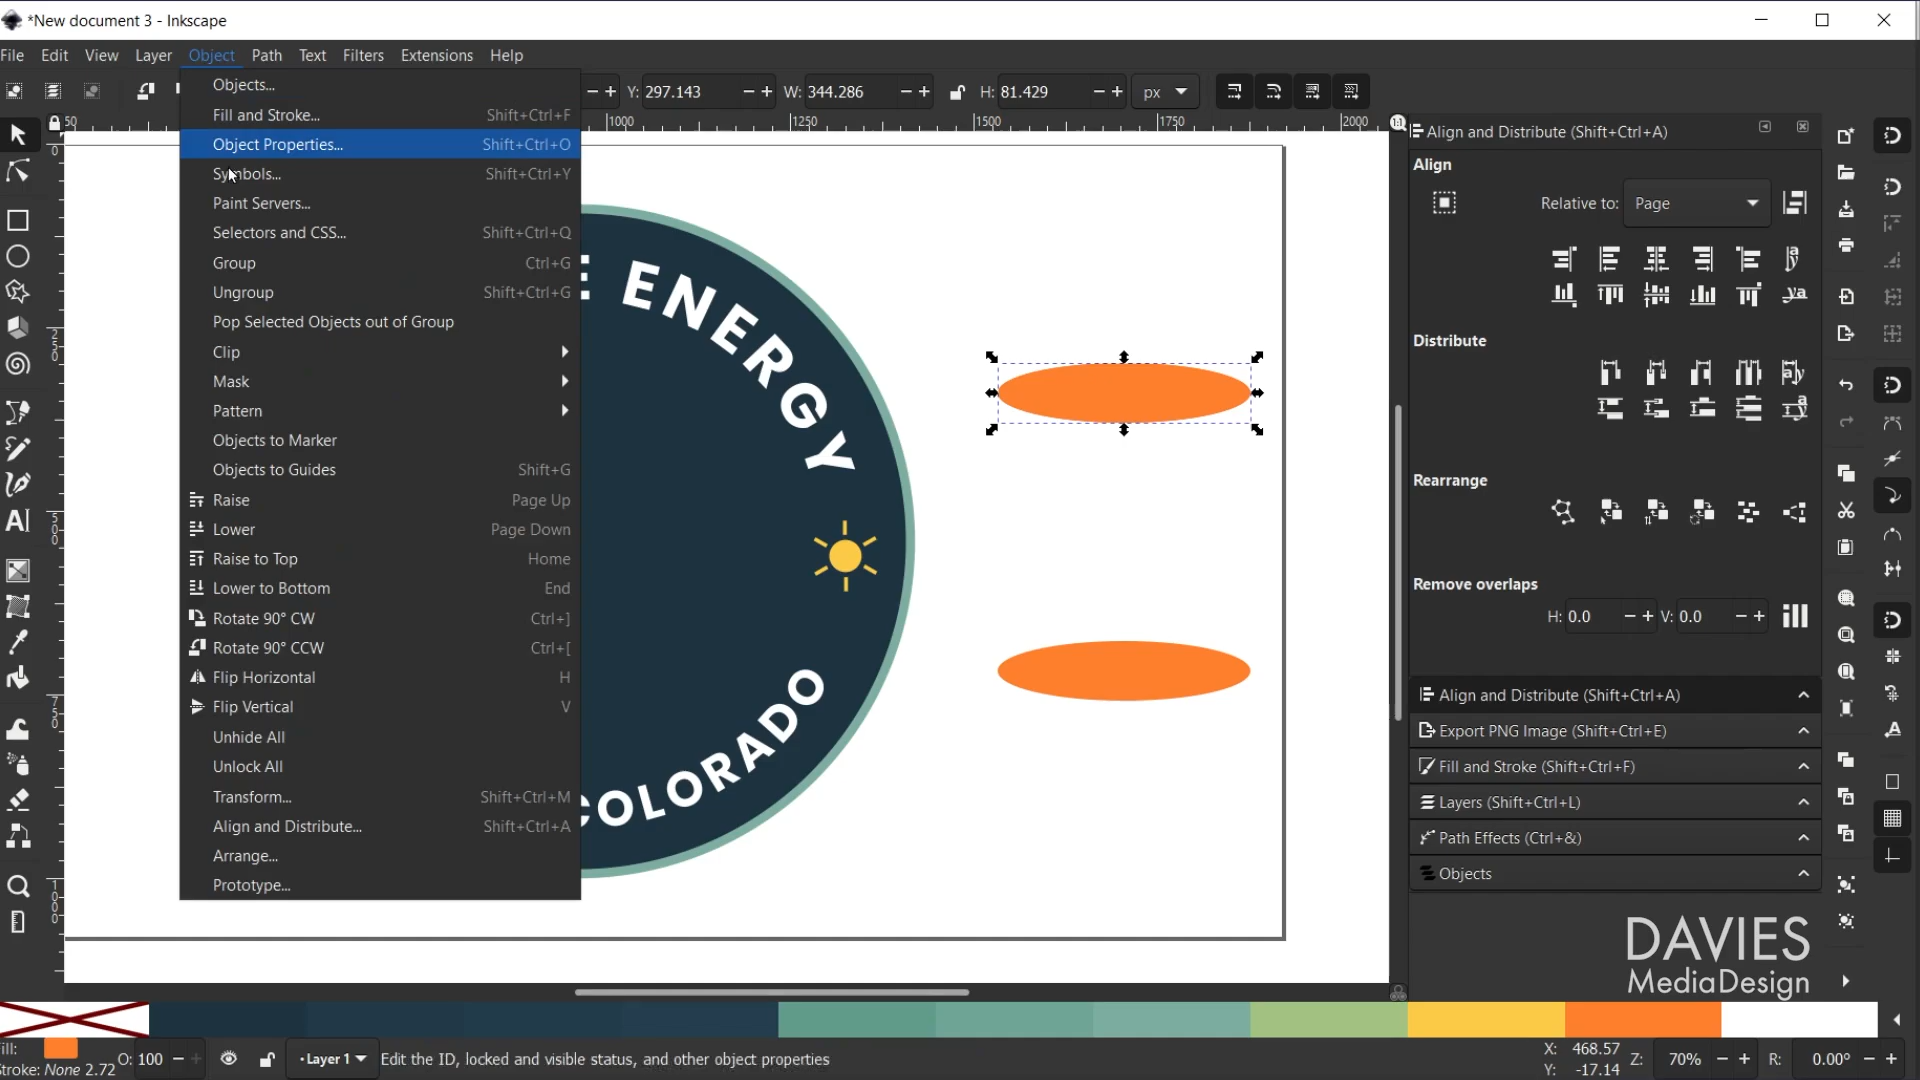 *New document 3 - Inkscape
File Edit View Layer Object Path Text Filters Extensions Help
Y: 297.143 W: 344.286 H: 81.429 px
Objects...
Fill and Stroke... Shift+Ctrl+F
Object Properties... Shift+Ctrl+O
Symbols... Shift+Ctrl+Y
Paint Servers...
Selectors and CSS... Shift+Ctrl+Q
Group Ctrl+G
Ungroup Shift+Ctrl+G
Pop Selected Objects out of Group
Clip
Mask
Pattern
Objects to Marker
Objects to Guides Shift+G
Raise Page Up
Lower Page Down
Raise to Top Home
Lower to Bottom End
Rotate 90° CW Ctrl+]
Rotate 90° CCW Ctrl+[
Flip Horizontal H
Flip Vertical V
Unhide All
Unlock All
Transform... Shift+Ctrl+M
Align and Distribute... Shift+Ctrl+A
Arrange...
Prototype...
50 1000 1250 1500 1750 2000
0
250
500
750
1000
E ENERGY
COLORADO
Align and Distribute (Shift+Ctrl+A)
Align
Relative to: Page
Distribute
Rearrange
Remove overlaps
H: 0.0 V: 0.0
Align and Distribute (Shift+Ctrl+A)
Export PNG Image (Shift+Ctrl+E)
Fill and Stroke (Shift+Ctrl+F)
Layers (Shift+Ctrl+L)
Path Effects (Ctrl+&)
Objects
DAVIES
MediaDesign
Fill:
Stroke: None 2.72 O: 100 •Layer 1 Edit the ID, locked and visible status, and other object properties
X: 468.57
Y: -17.14
Z: 70% R: 0.00°